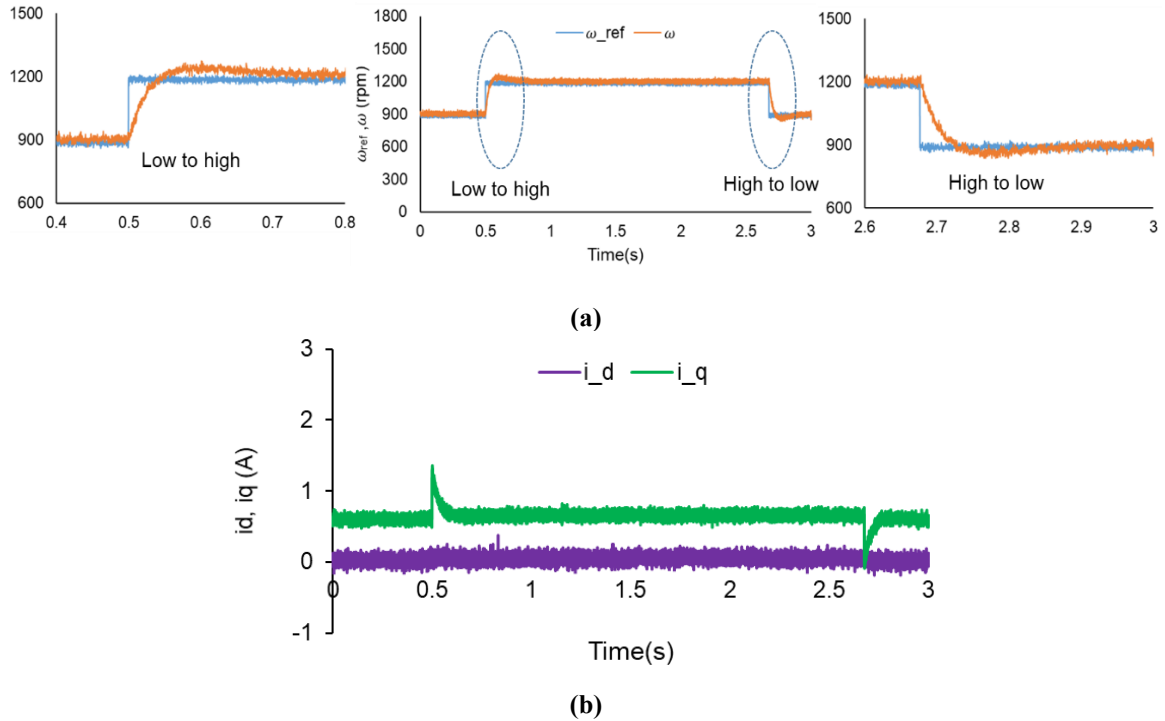 1500
1200
900
600
Low to high
0.4 0.5 0.6 0.7 0.8
1800
1500
1200
900
600
300
0
ω_ref ω
ω_ref ,ω (rpm)
Low to high
High to low
0 0.5 1 1.5 2 2.5 3
Time(s)
1500
1200
900
600
High to low
2.6 2.7 2.8 2.9 3
(a)
3
2
1
0
-1
i_d i_q
id, iq (A)
0 0.5 1 1.5 2 2.5 3
Time(s)
(b)